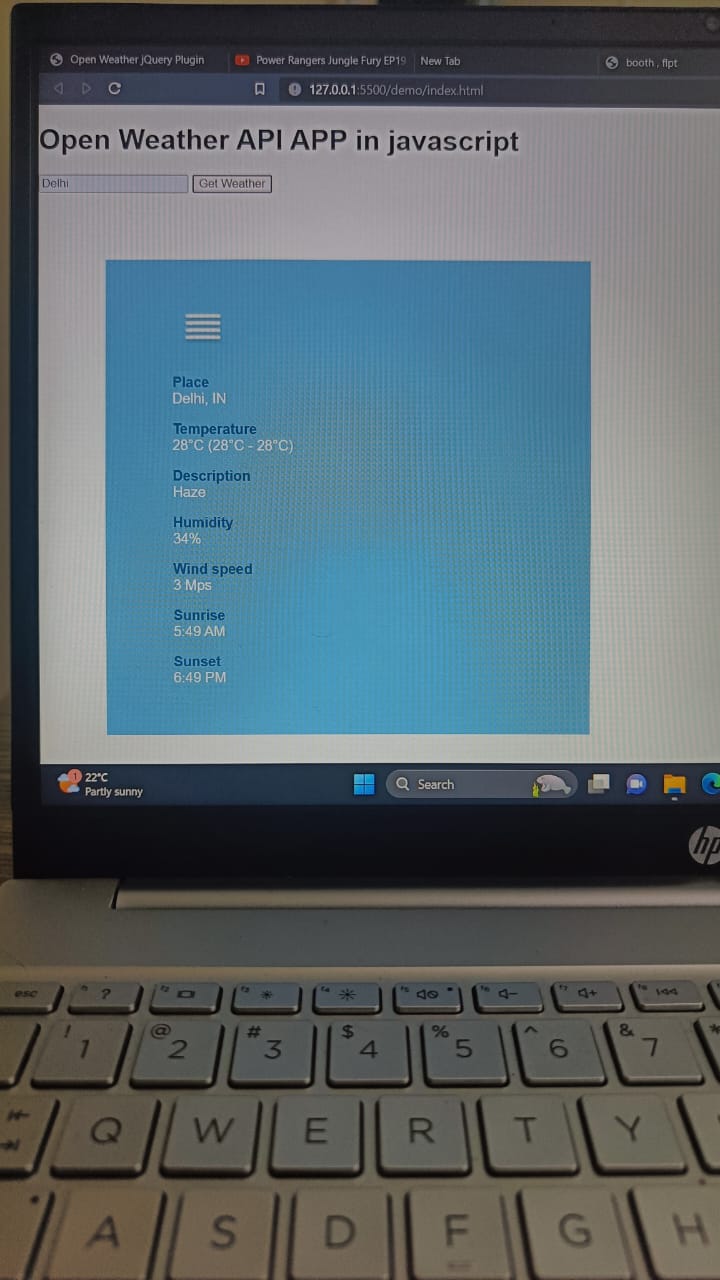 Open Weather jQuery Plugin
Power Rangers Jungle Fury EP19
New Tab
booth , flpt
127.0.0.1:5500/demo/index.html
Open Weather API APP in javascript
Delhi
Get Weather
Place
Delhi, IN
Temperature
28°C (28°C - 28°C)
Description
Haze
Humidity
34%
Wind speed
3 Mps
Sunrise
5:49 AM
Sunset
6:49 PM
1
22°C
Partly sunny
Search
hp
esc
?
! 1
@ 2
# 3
$ 4
% 5
^ 6
& 7
*
Q W E R T Y
A S D F G H